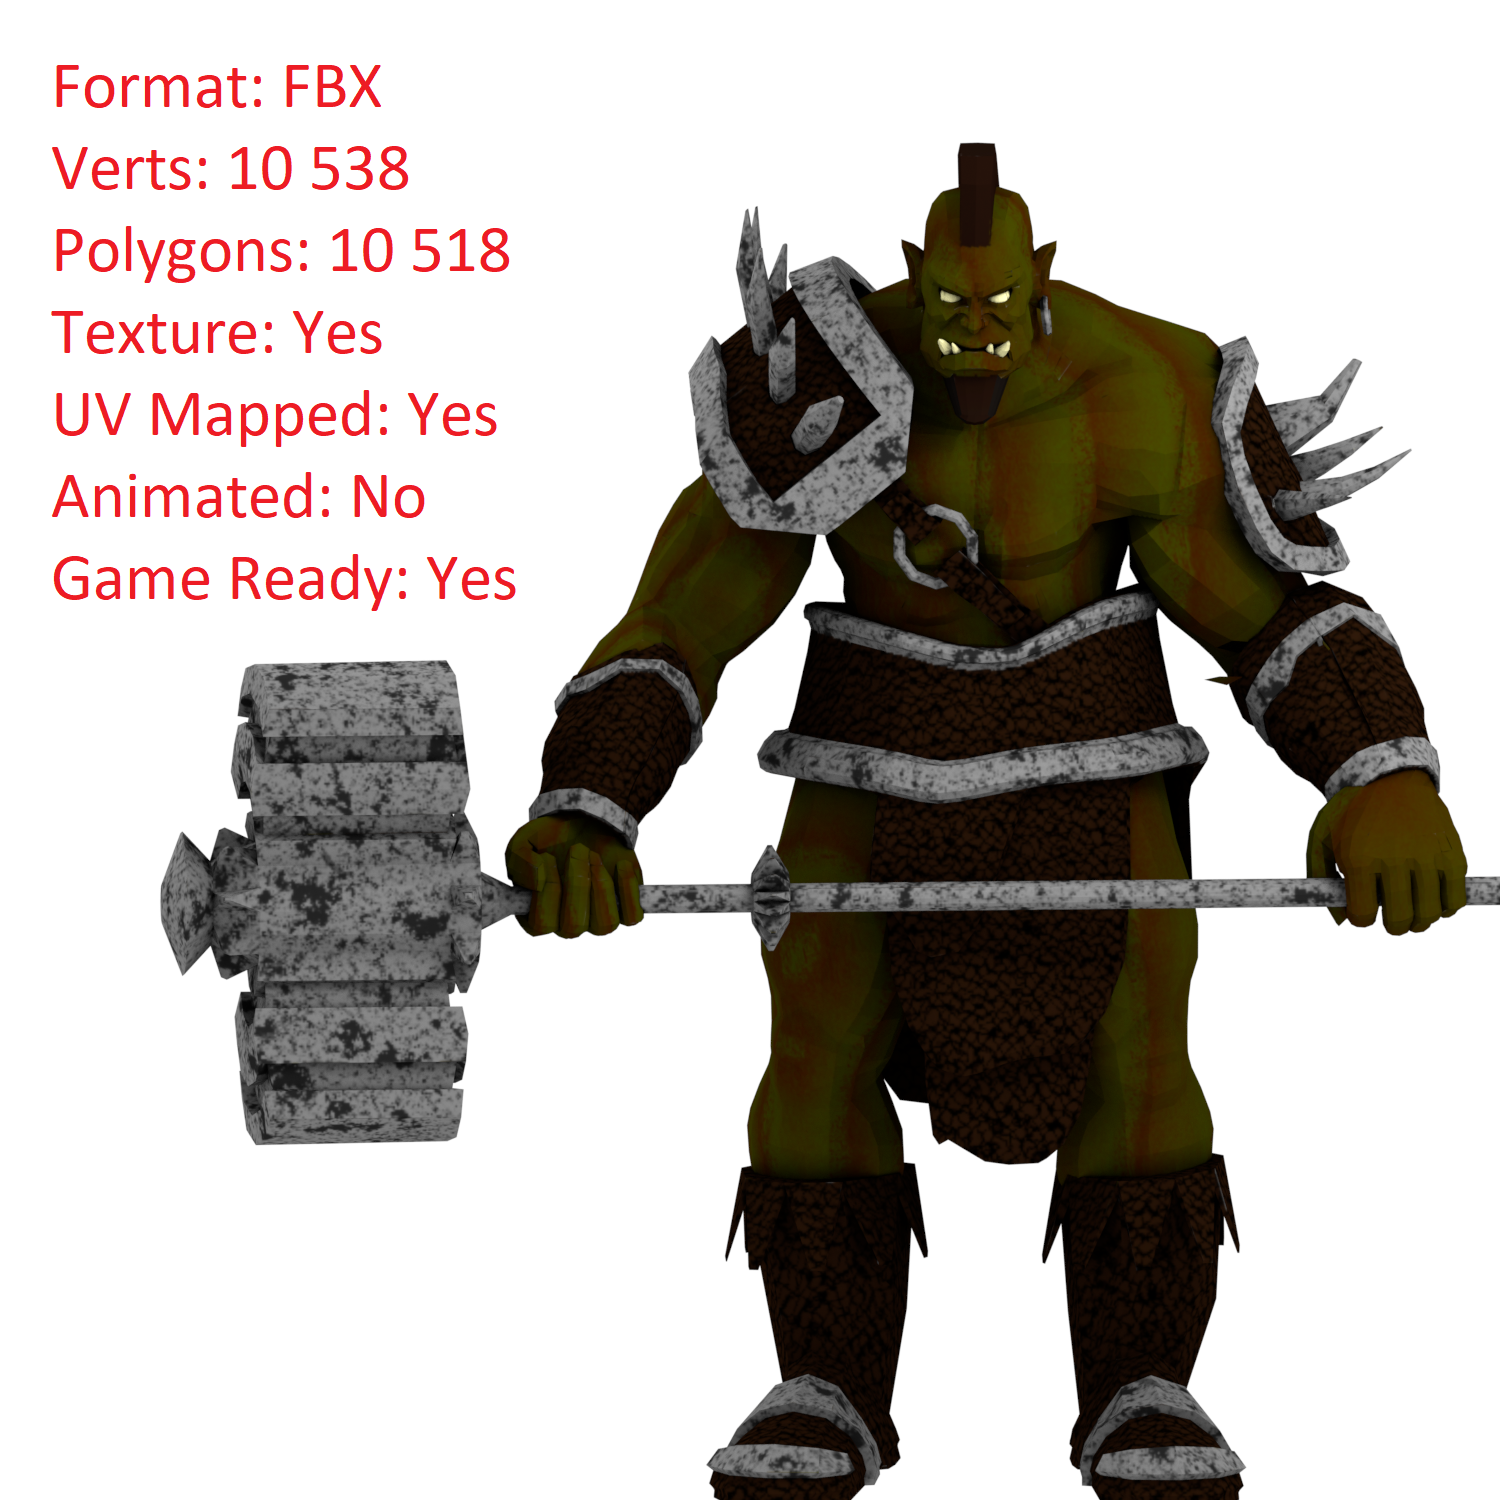 Format: FBX
Verts: 10 538
Polygons: 10 518
Texture: Yes
UV Mapped: Yes
Animated: No
Game Ready: Yes